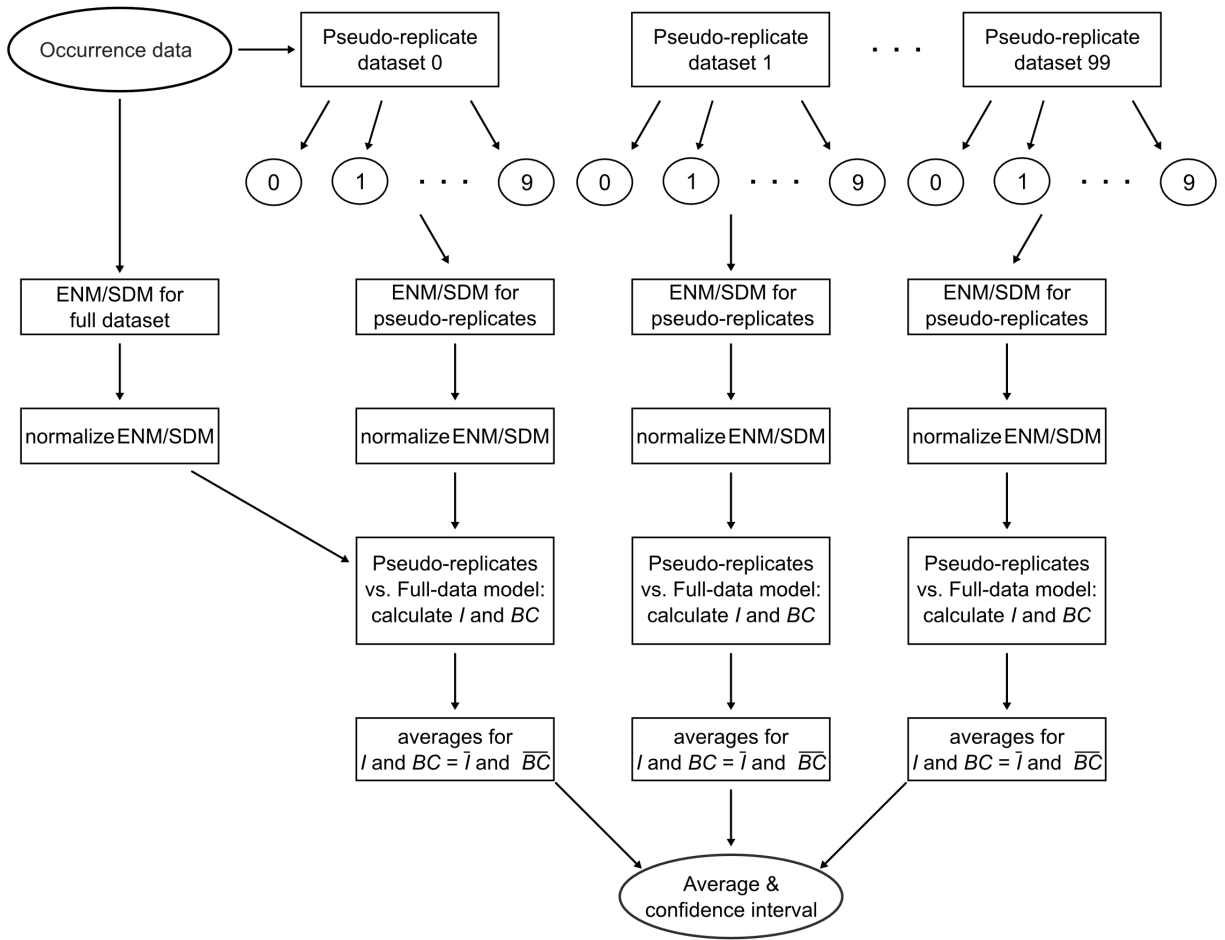 Occurrence data
Pseudo-replicate
dataset 0
Pseudo-replicate
dataset 1
. . .
Pseudo-replicate
dataset 99
0
1
. . .
9
0
1
. . .
9
0
1
. . .
9
ENM/SDM for
full dataset
ENM/SDM for
pseudo-replicates
ENM/SDM for
pseudo-replicates
ENM/SDM for
pseudo-replicates
normalize ENM/SDM
normalize ENM/SDM
normalize ENM/SDM
normalize ENM/SDM
Pseudo-replicates
vs. Full-data model:
calculate I and BC
Pseudo-replicates
vs. Full-data model:
calculate I and BC
Pseudo-replicates
vs. Full-data model:
calculate I and BC
averages for
I and BC = Ī and B̅C̅
averages for
I and BC = Ī and B̅C̅
averages for
I and BC = Ī and B̅C̅
Average &
confidence interval